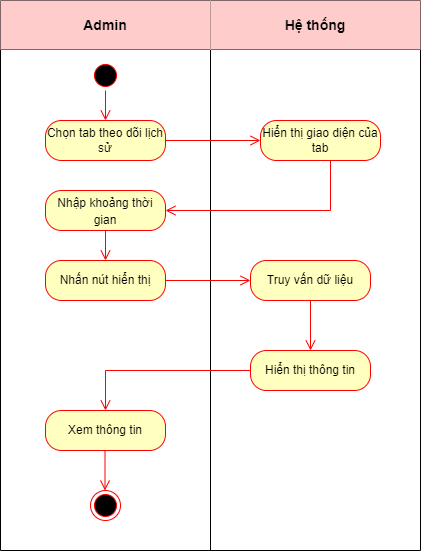 Admin
Hệ thống
Chọn tab theo dõi lịch
sử
Hiển thị giao diện của
tab
Nhập khoảng thời
gian
Nhấn nút hiển thị
Truy vấn dữ liệu
Hiển thị thông tin
Xem thông tin